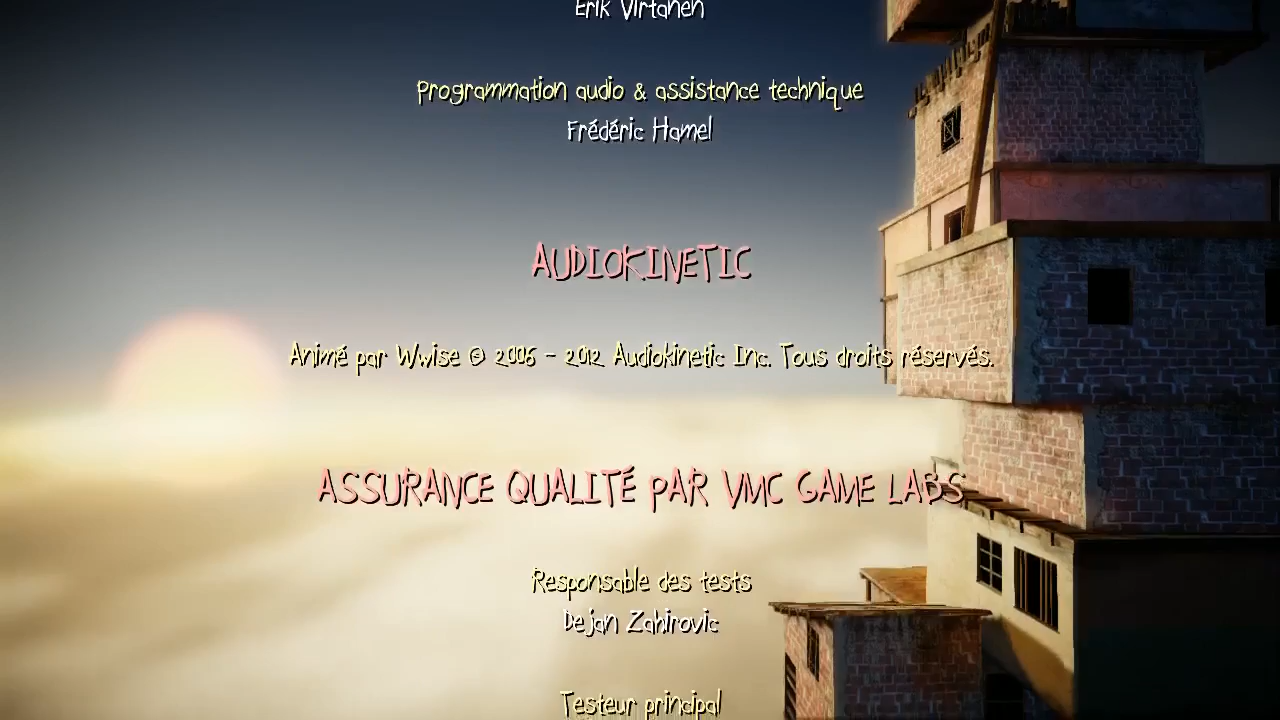 Erik Virtanen
Programmation audio & assistance technique
Frédéric Hamel
AUDIOKINETIC
Animé par Wwise © 2006 - 2012 Audiokinetic Inc. Tous droits réservés.
ASSURANCE QUALITÉ PAR VMC GAME LABS
Responsable des tests
Dejan Zahirovic
Testeur principal